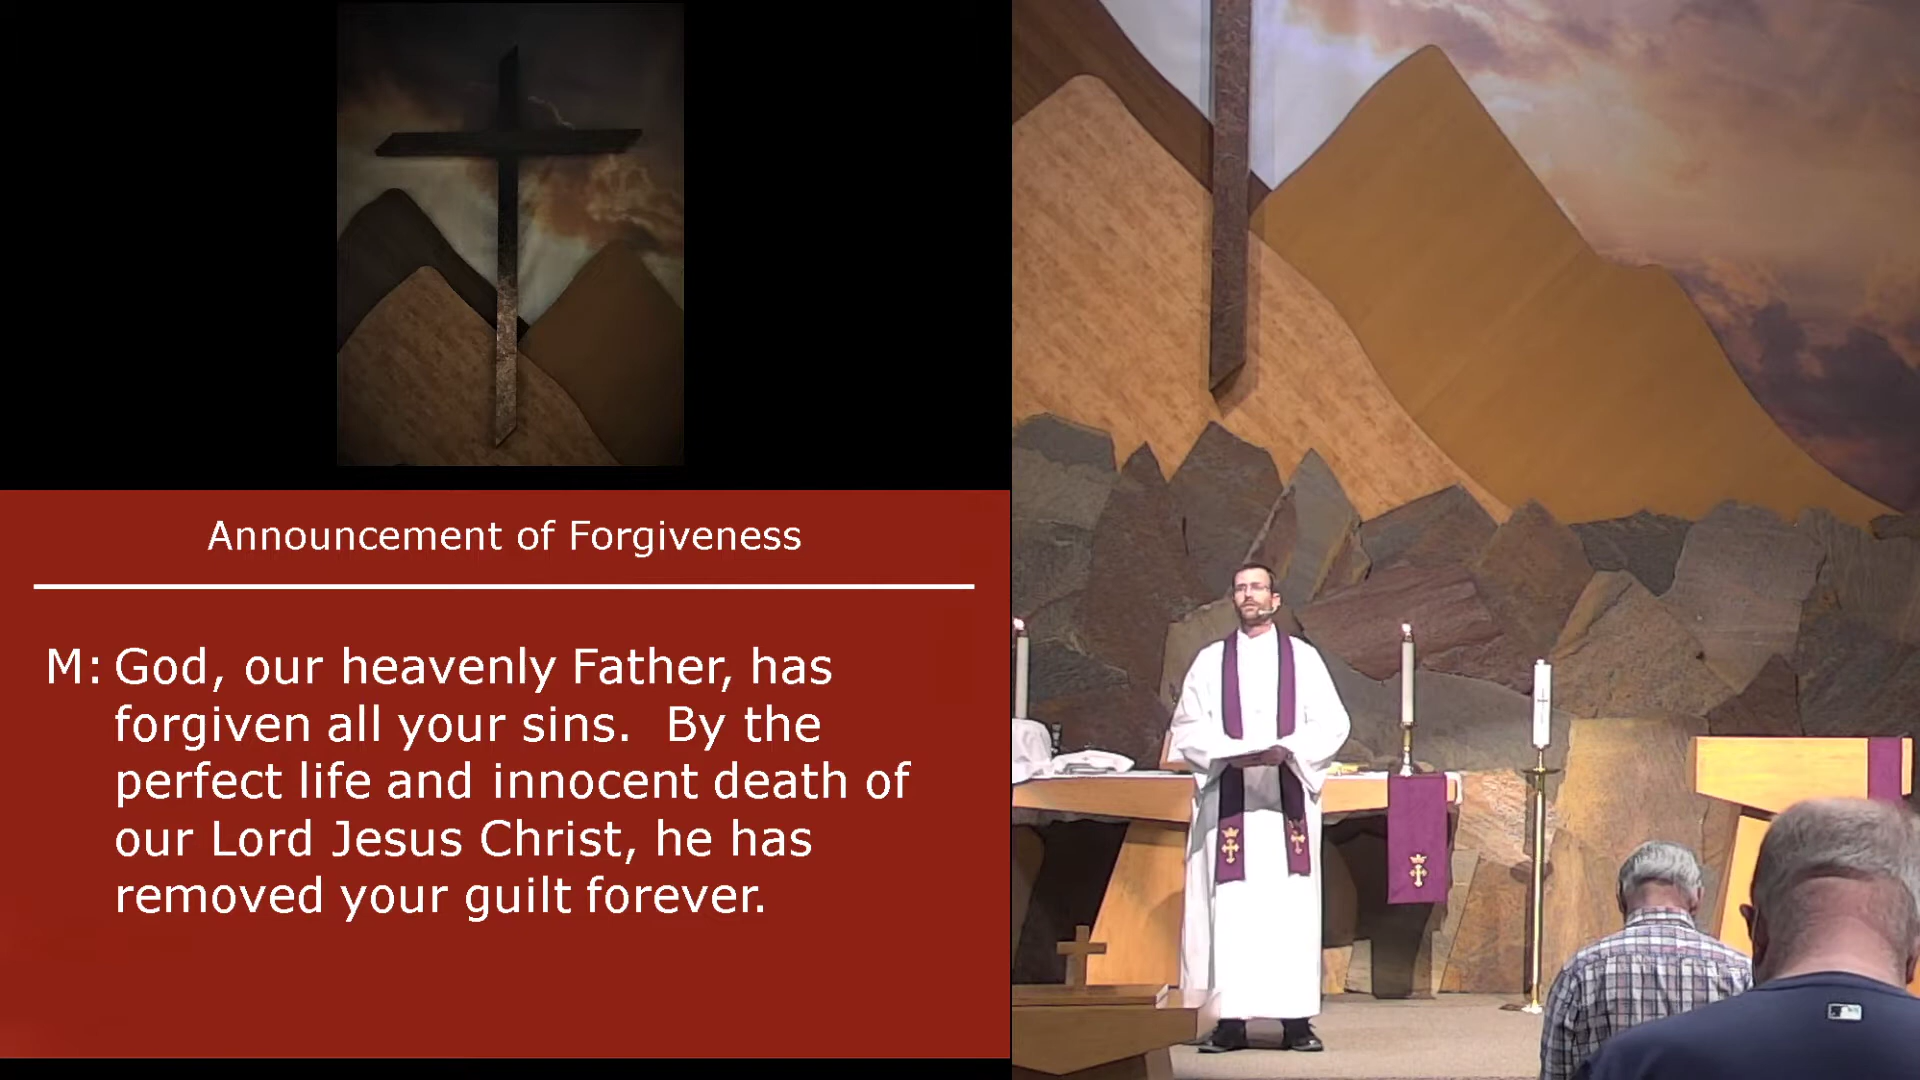 Announcement of Forgiveness
M: God, our heavenly Father, has
forgiven all your sins.  By the
perfect life and innocent death of
our Lord Jesus Christ, he has
removed your guilt forever.